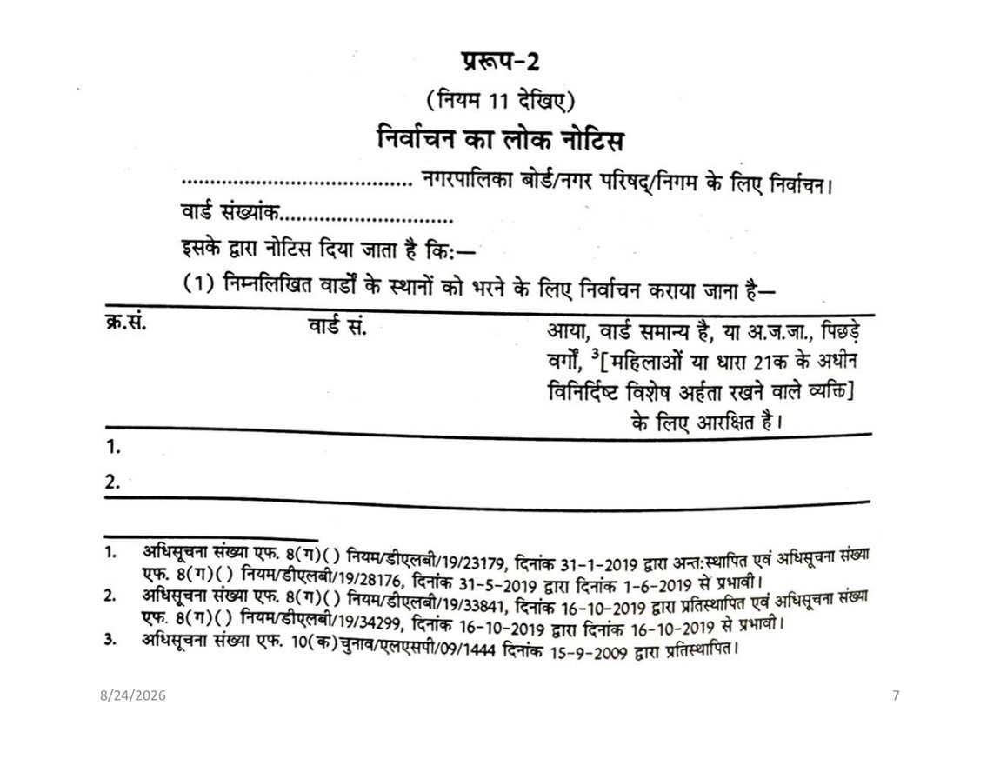 प्ररूप-2
(नियम 11 देखिए)
निर्वाचन का लोक नोटिस
........................................ नगरपालिका बोर्ड/नगर परिषद्/निगम के लिए निर्वाचन।
वार्ड संख्यांक..............................
इसके द्वारा नोटिस दिया जाता है कि:—
(1) निम्नलिखित वार्डों के स्थानों को भरने के लिए निर्वाचन कराया जाना है—
क्र.सं. वार्ड सं. आया, वार्ड समान्य है, या अ.ज.जा., पिछड़े
वर्गों, ³[महिलाओं या धारा 21क के अधीन
विनिर्दिष्ट विशेष अर्हता रखने वाले व्यक्ति]
के लिए आरक्षित है।
1.
2.
1. अधिसूचना संख्या एफ. 8(ग)( ) नियम/डीएलबी/19/23179, दिनांक 31-1-2019 द्वारा अन्त:स्थापित एवं अधिसूचना संख्या
एफ. 8(ग)( ) नियम/डीएलबी/19/28176, दिनांक 31-5-2019 द्वारा दिनांक 1-6-2019 से प्रभावी।
2. अधिसूचना संख्या एफ. 8(ग)( ) नियम/डीएलबी/19/33841, दिनांक 16-10-2019 द्वारा प्रतिस्थापित एवं अधिसूचना संख्या
एफ. 8(ग)( ) नियम/डीएलबी/19/34299, दिनांक 16-10-2019 द्वारा दिनांक 16-10-2019 से प्रभावी।
3. अधिसूचना संख्या एफ. 10(क)चुनाव/एलएसपी/09/1444 दिनांक 15-9-2009 द्वारा प्रतिस्थापित।
8/24/2026 7